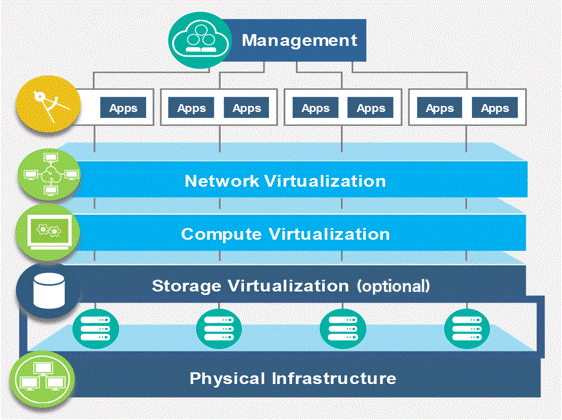 Management
Apps Apps Apps Apps Apps Apps Apps
Network Virtualization
Compute Virtualization
Storage Virtualization (optional)
Physical Infrastructure